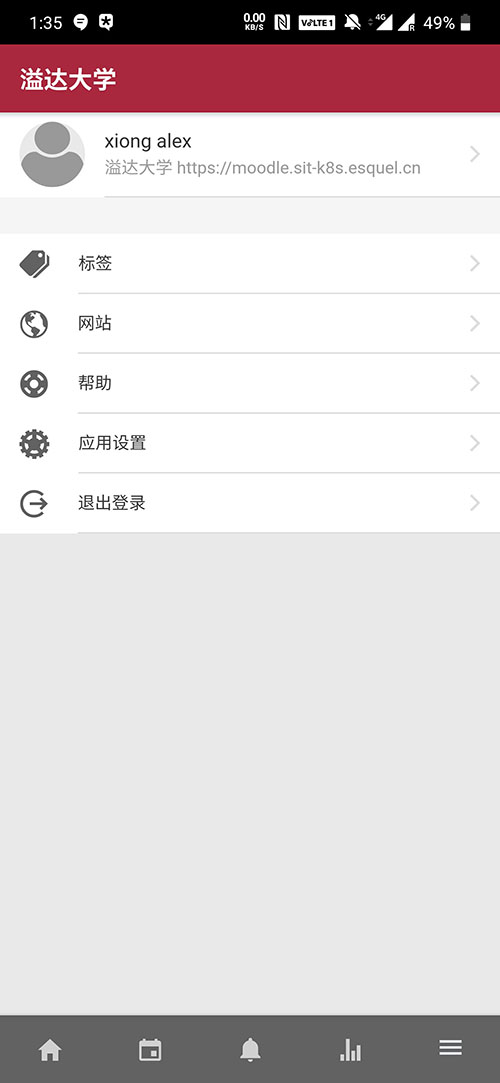 1:35 0.00 KB/S VoLTE 1 4G R 49%
溢达大学
xiong alex
溢达大学 https://moodle.sit-k8s.esquel.cn
标签
网站
帮助
应用设置
退出登录